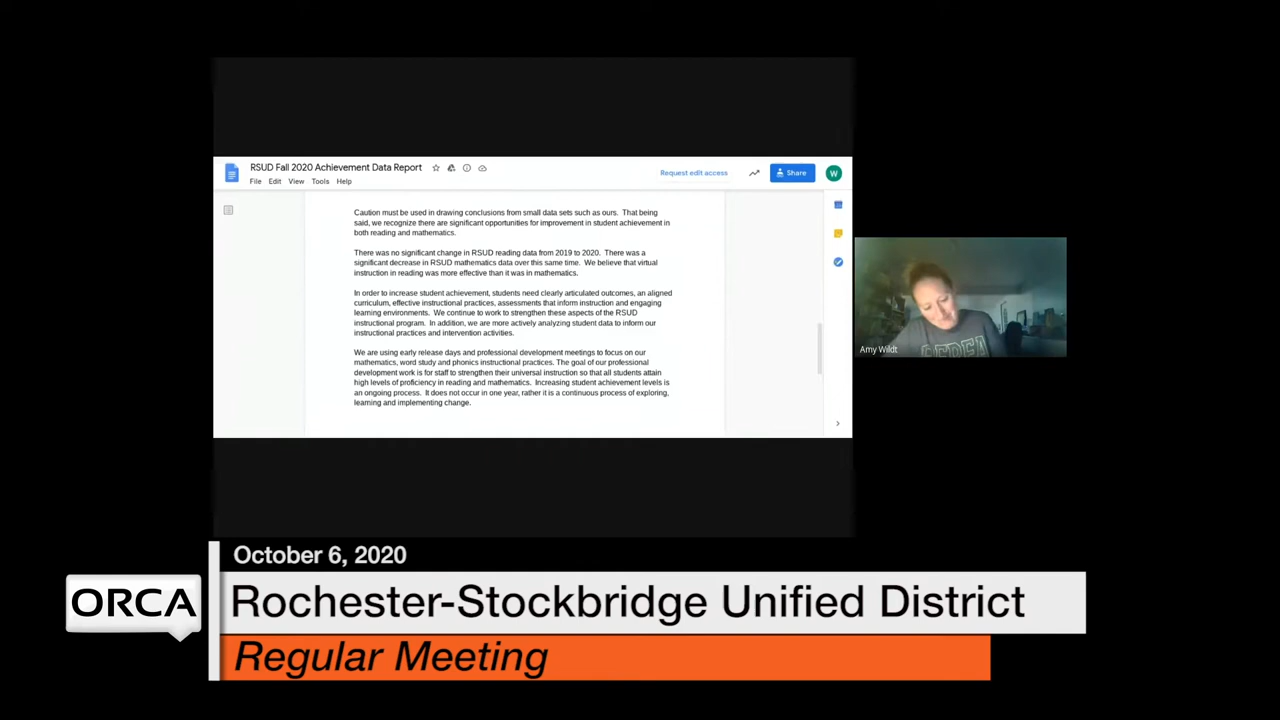 RSUD Fall 2020 Achievement Data Report
File Edit View Tools Help
Request edit access
Share
W
Caution must be used in drawing conclusions from small data sets such as ours. That being
said, we recognize there are significant opportunities for improvement in student achievement in
both reading and mathematics.
There was no significant change in RSUD reading data from 2019 to 2020. There was a
significant decrease in RSUD mathematics data over this same time. We believe that virtual
instruction in reading was more effective than it was in mathematics.
In order to increase student achievement, students need clearly articulated outcomes, an aligned
curriculum, effective instructional practices, assessments that inform instruction and engaging
learning environments. We continue to work to strengthen these aspects of the RSUD
instructional program. In addition, we are more actively analyzing student data to inform our
instructional practices and intervention activities.
We are using early release days and professional development meetings to focus on our
mathematics, word study and phonics instructional practices. The goal of our professional
development work is for staff to strengthen their universal instruction so that all students attain
high levels of proficiency in reading and mathematics. Increasing student achievement levels is
an ongoing process. It does not occur in one year, rather it is a continuous process of exploring,
learning and implementing change.
Amy Wildt
October 6, 2020
ORCA
Rochester-Stockbridge Unified District
Regular Meeting